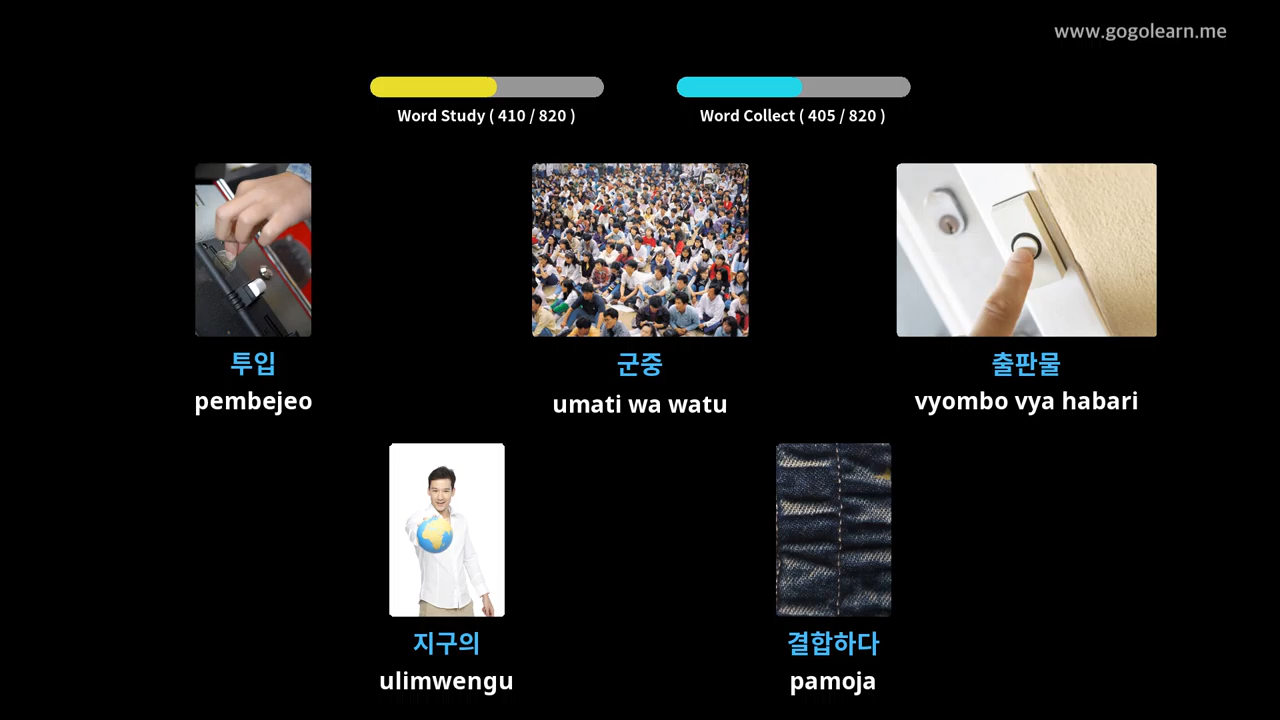 www.gogolearn.me
Word Study ( 410 / 820 )
Word Collect ( 405 / 820 )
투입
pembejeo
군중
umati wa watu
출판물
vyombo vya habari
지구의
ulimwengu
결합하다
pamoja